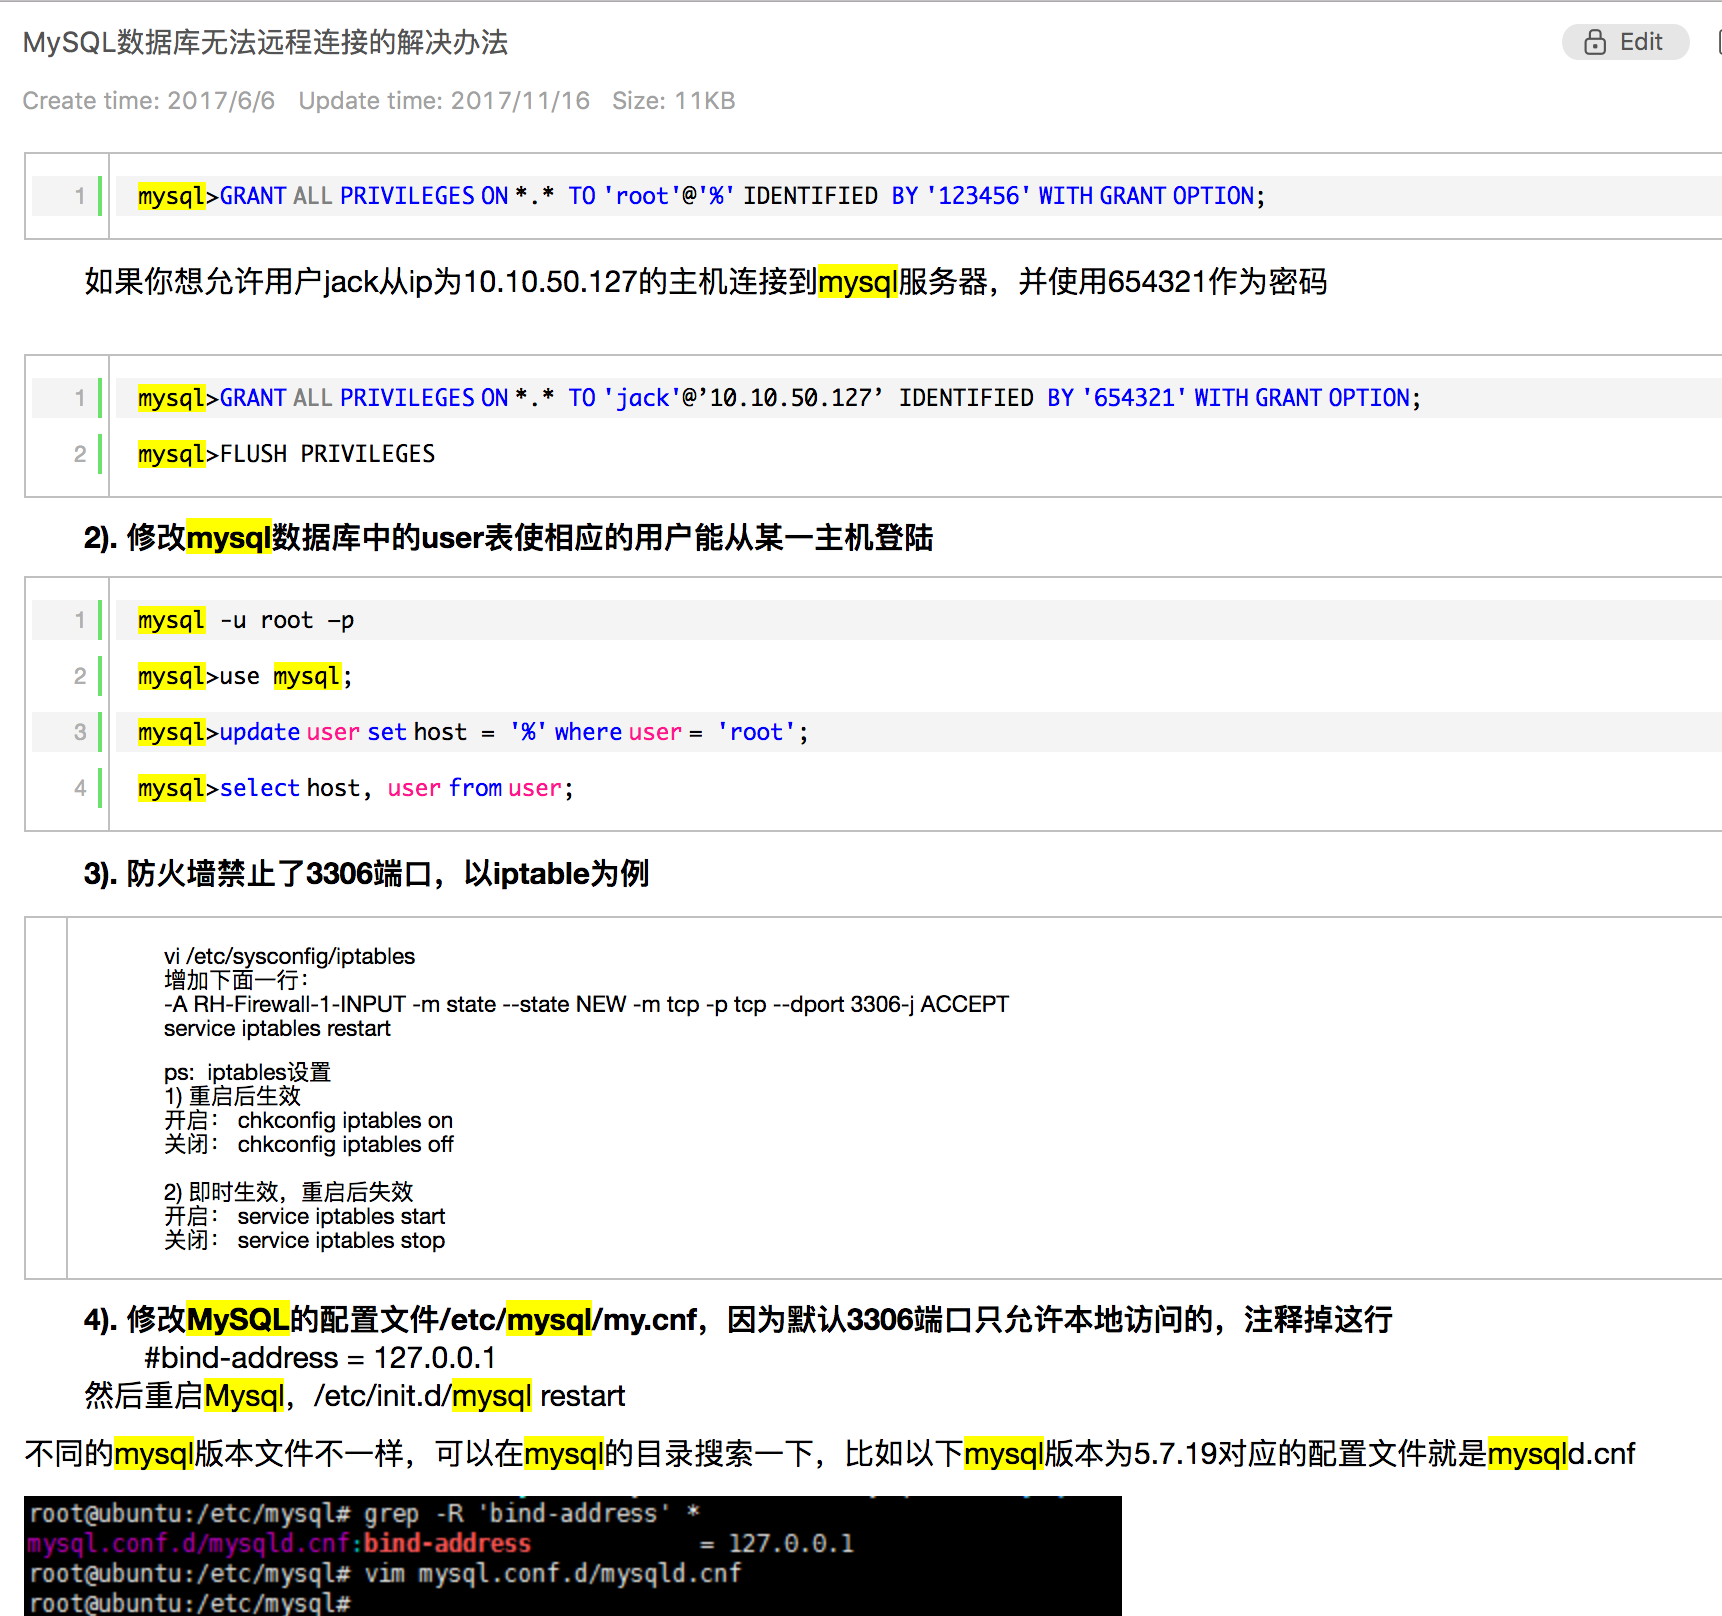 MySQL数据库无法远程连接的解决办法
Edit
Create time: 2017/6/6 Update time: 2017/11/16 Size: 11KB
1 mysql>GRANT ALL PRIVILEGES ON *.* TO 'root'@'%' IDENTIFIED BY '123456' WITH GRANT OPTION;
如果你想允许用户jack从ip为10.10.50.127的主机连接到mysql服务器，并使用654321作为密码
1 mysql>GRANT ALL PRIVILEGES ON *.* TO 'jack'@’10.10.50.127’ IDENTIFIED BY '654321' WITH GRANT OPTION;
2 mysql>FLUSH PRIVILEGES
2). 修改mysql数据库中的user表使相应的用户能从某一主机登陆
1 mysql -u root –p
2 mysql>use mysql;
3 mysql>update user set host = '%' where user = 'root';
4 mysql>select host, user from user;
3). 防火墙禁止了3306端口，以iptable为例
vi /etc/sysconfig/iptables
增加下面一行：
-A RH-Firewall-1-INPUT -m state --state NEW -m tcp -p tcp --dport 3306-j ACCEPT
service iptables restart
ps: iptables设置
1) 重启后生效
开启： chkconfig iptables on
关闭： chkconfig iptables off
2) 即时生效，重启后失效
开启： service iptables start
关闭： service iptables stop
4). 修改MySQL的配置文件/etc/mysql/my.cnf，因为默认3306端口只允许本地访问的，注释掉这行
#bind-address = 127.0.0.1
然后重启Mysql，/etc/init.d/mysql restart
不同的mysql版本文件不一样，可以在mysql的目录搜索一下，比如以下mysql版本为5.7.19对应的配置文件就是mysqld.cnf
root@ubuntu:/etc/mysql# grep -R 'bind-address' *
mysql.conf.d/mysqld.cnf:bind-address = 127.0.0.1
root@ubuntu:/etc/mysql# vim mysql.conf.d/mysqld.cnf
root@ubuntu:/etc/mysql#